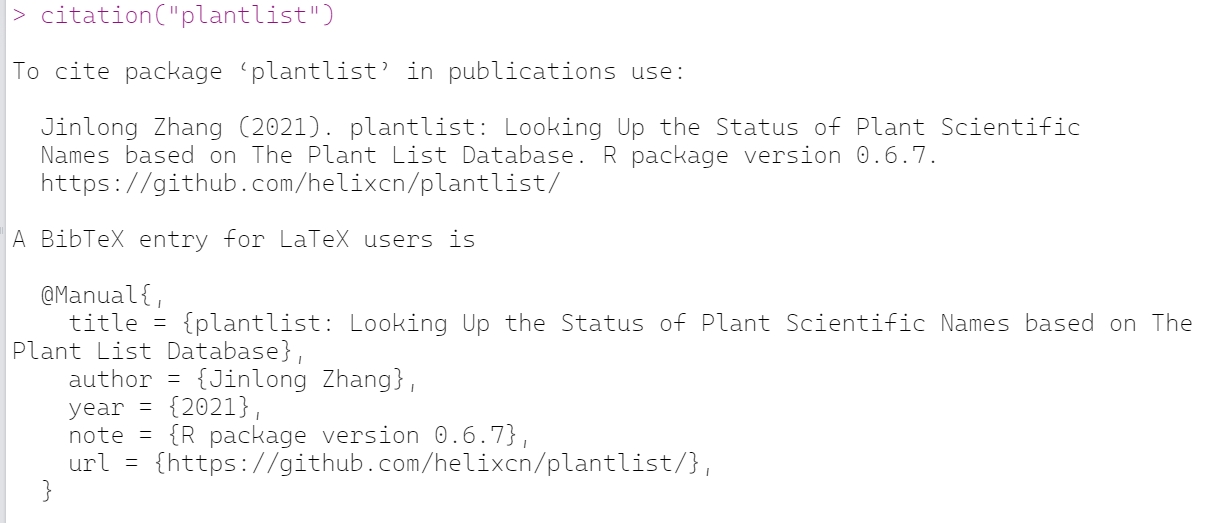 > citation("plantlist")
To cite package ‘plantlist’ in publications use:
Jinlong Zhang (2021). plantlist: Looking Up the Status of Plant Scientific
Names based on The Plant List Database. R package version 0.6.7.
https://github.com/helixcn/plantlist/
A BibTeX entry for LaTeX users is
@Manual{,
title = {plantlist: Looking Up the Status of Plant Scientific Names based on The
Plant List Database},
author = {Jinlong Zhang},
year = {2021},
note = {R package version 0.6.7},
url = {https://github.com/helixcn/plantlist/},
}